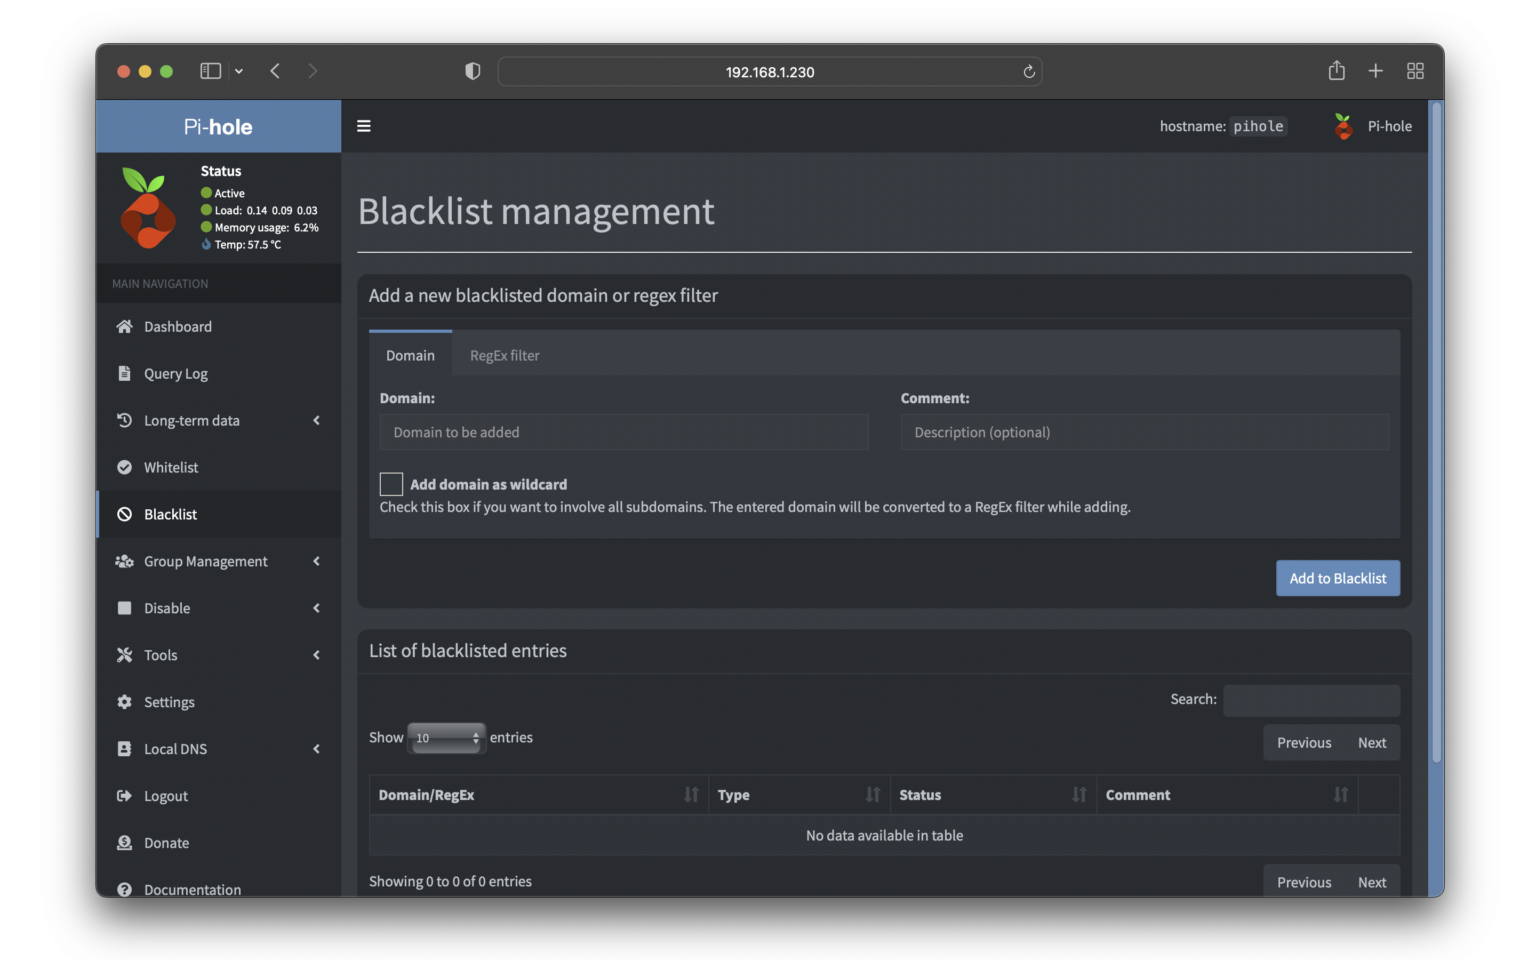 192.168.1.230
Pi-hole
hostname: pihole
Pi-hole
Status
Active
Load: 0.14 0.09 0.03
Memory usage: 6.2%
Temp: 57.5 °C
MAIN NAVIGATION
Dashboard
Query Log
Long-term data
Whitelist
Blacklist
Group Management
Disable
Tools
Settings
Local DNS
Logout
Donate
Documentation
Blacklist management
Add a new blacklisted domain or regex filter
Domain RegEx filter
Domain: Comment:
Domain to be added Description (optional)
Add domain as wildcard
Check this box if you want to involve all subdomains. The entered domain will be converted to a RegEx filter while adding.
Add to Blacklist
List of blacklisted entries
Search:
Show 10 entries
Previous Next
Domain/RegEx Type Status Comment
No data available in table
Showing 0 to 0 of 0 entries
Previous Next